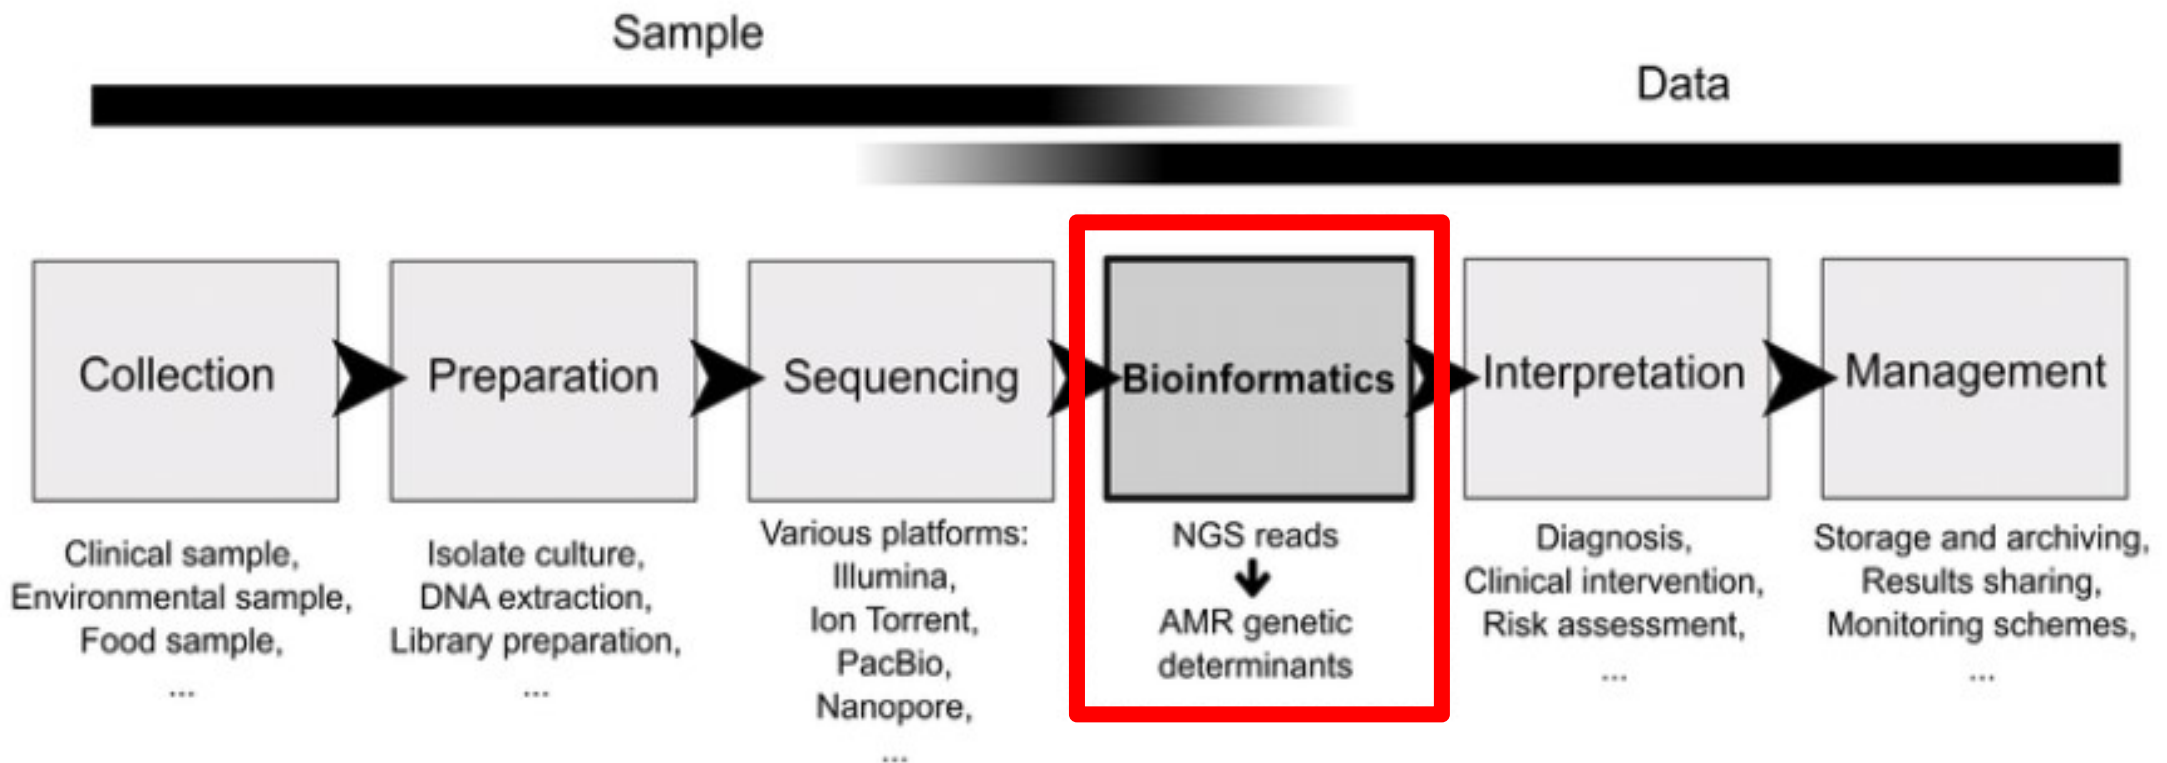 Sample
Data
Collection
Preparation
Sequencing
Bioinformatics
Interpretation
Management
Clinical sample,
Environmental sample,
Food sample,
...
Isolate culture,
DNA extraction,
Library preparation,
...
Various platforms:
Illumina,
Ion Torrent,
PacBio,
Nanopore,
...
NGS reads
AMR genetic
determinants
Diagnosis,
Clinical intervention,
Risk assessment,
...
Storage and archiving,
Results sharing,
Monitoring schemes,
...